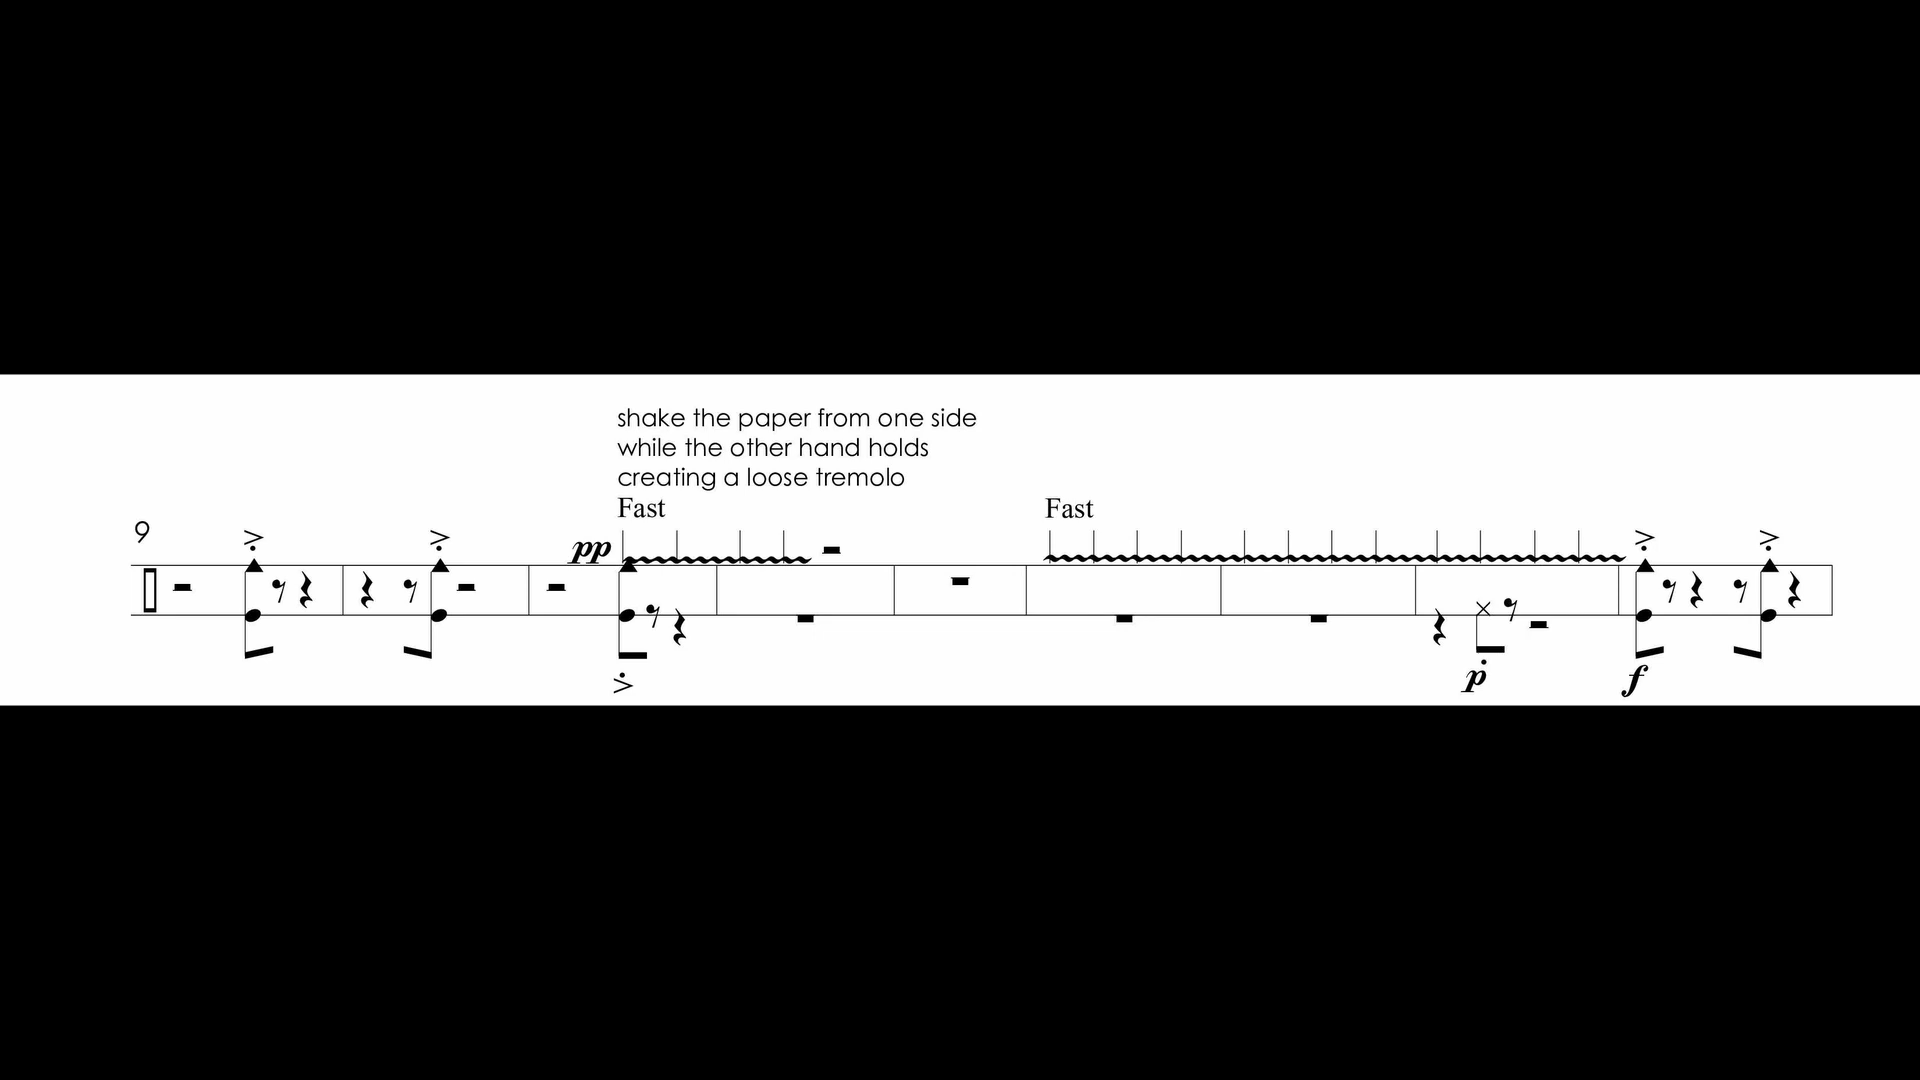 shake the paper from one side
while the other hand holds
creating a loose tremolo
Fast
Fast
9
pp
p
f